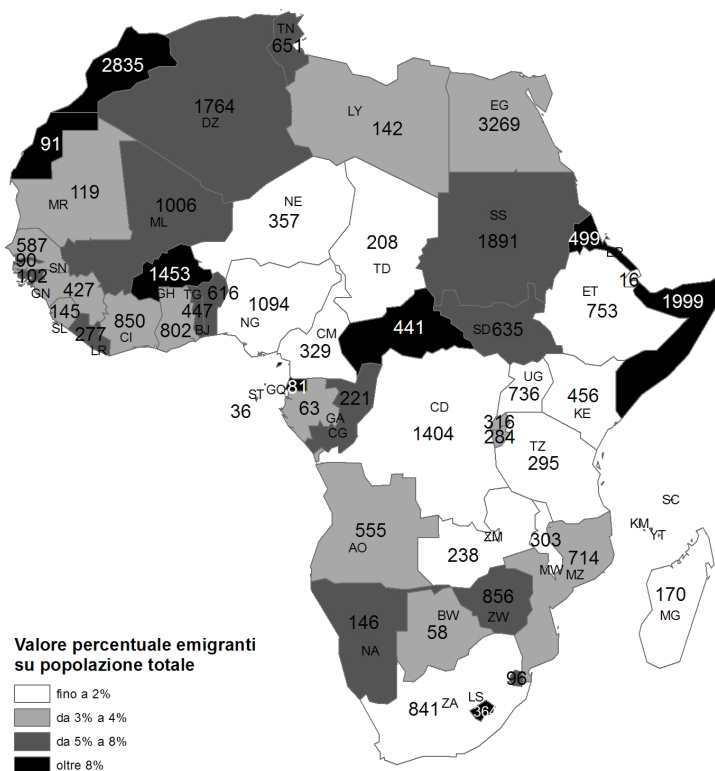 TN
651
2835
1764
DZ
LY
142
EG
3269
91
119
MR
1006
ML
NE
357
208
TD
SS
1891
499
ER
16
587
90
102
SN
GN
427
145
SL
277
LR
850
CI
1453
GH
802
TG
447
616
BJ
1094
NG
CM
329
441
SD
635
ET
753
1999
ST
GQ
81
36
63
GA
221
CG
CD
1404
UG
736
456
KE
316
284
TZ
295
SC
KM
YT
555
AO
ZM
238
303
MW
714
MZ
170
MG
146
NA
BW
58
856
ZW
96
841
ZA
LS
364
Valore percentuale emigranti
su popolazione totale
fino a 2%
da 3% a 4%
da 5% a 8%
oltre 8%